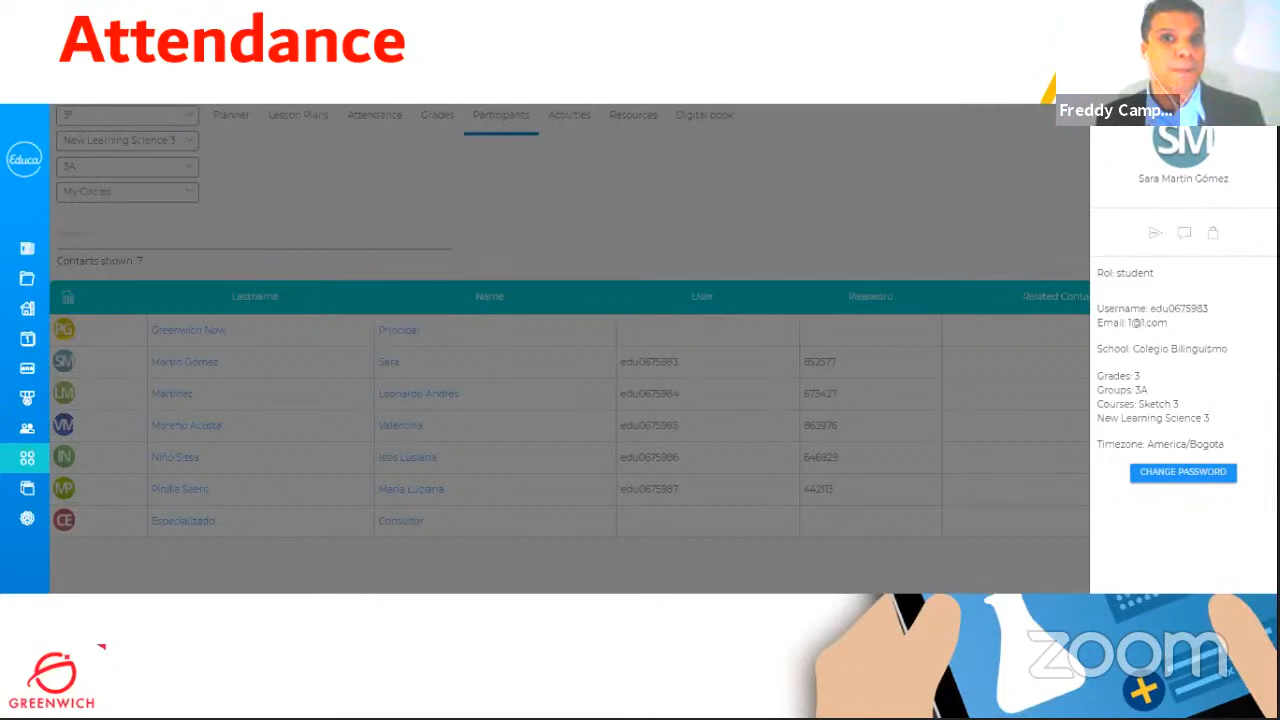 Attendance
Freddy Camp...
Educa
3º
New Learning Science 3
3A
My Circles
Planner
Lesson Plans
Attendance
Grades
Participants
Activities
Resources
Digital book
Contacts shown: 7
Lastname Name User Password Related Conta
PG Greenwich Now Principal
SM Martin Gómez Sara edu0675983 852577
LM Martinez Leonardo Andres edu0675984 673427
VM Moreno Acosta Valentina edu0675985 863976
IN Niño Sissa Isis Lusiana edu0675986 646929
MP Pinilla Saens Maria Luciana edu0675987 442113
CE Especializado Consultor
SM
Sara Martin Gómez
Rol: student
Username: edu0675983
Email: 1@1.com
School: Colegio Bilinguismo
Grades: 3
Groups: 3A
Courses: Sketch 3
New Learning Science 3
Timezone: America/Bogota
CHANGE PASSWORD
GREENWICH
zoom